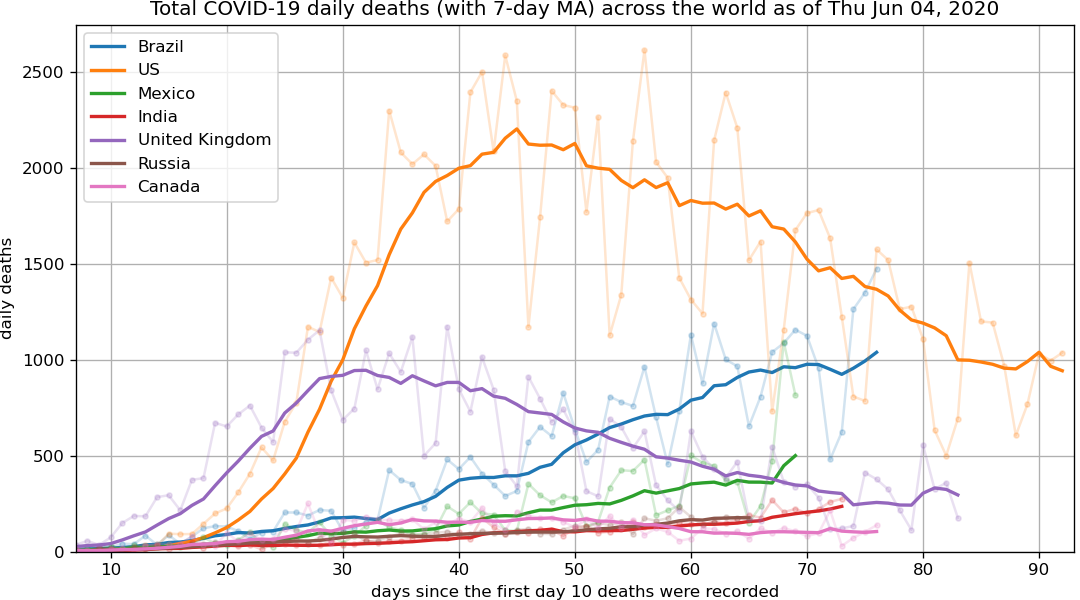 Total COVID-19 daily deaths (with 7-day MA) across the world as of Thu Jun 04, 2020
Brazil
US
Mexico
India
United Kingdom
Russia
Canada
daily deaths
2500
2000
1500
1000
500
0
10 20 30 40 50 60 70 80 90
days since the first day 10 deaths were recorded